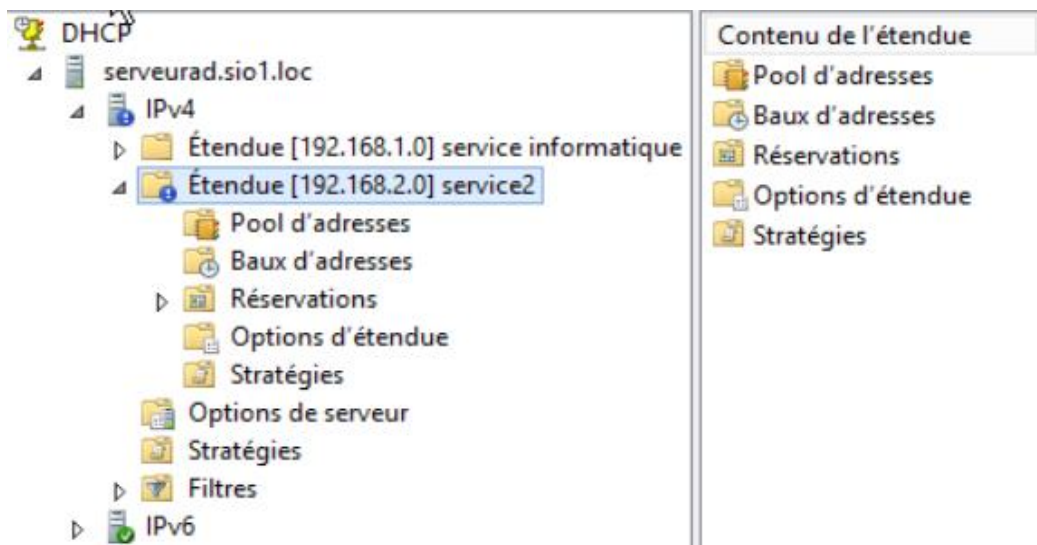 DHCP
serveurad.sio1.loc
IPv4
Étendue [192.168.1.0] service informatique
Étendue [192.168.2.0] service2
Pool d'adresses
Baux d'adresses
Réservations
Options d'étendue
Stratégies
Options de serveur
Stratégies
Filtres
IPv6
Contenu de l'étendue
Pool d'adresses
Baux d'adresses
Réservations
Options d'étendue
Stratégies